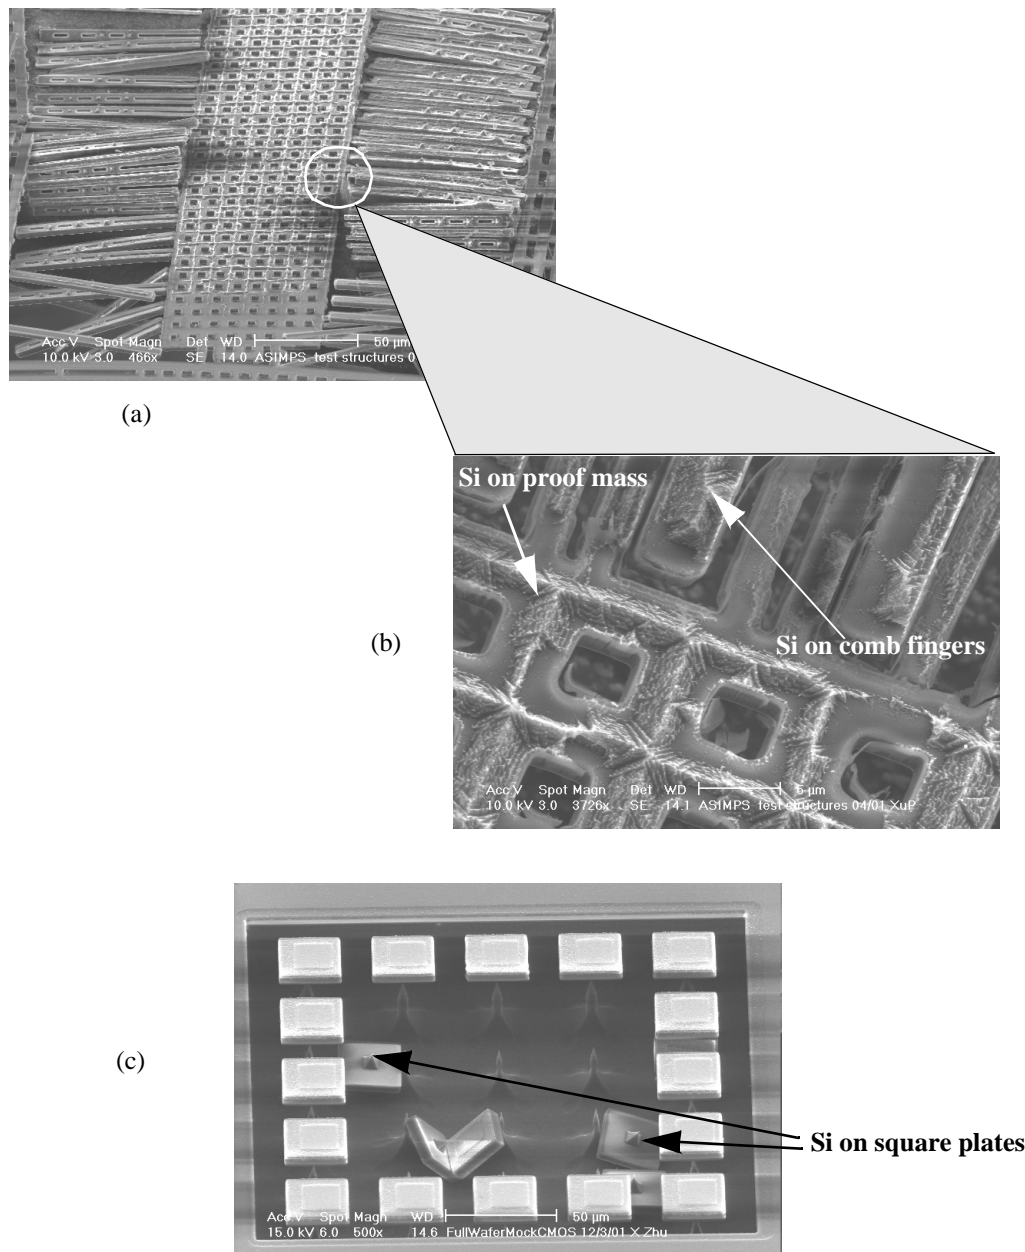 Acc.V Spot Magn Det WD 50 µm
10.0 kV 3.0 466x SE 14.0 ASIMPS test structures 0
(a)
Si on proof mass
Si on comb fingers
(b)
Acc.V Spot Magn Det WD 5 µm
10.0 kV 3.0 3726x SE 14.1 ASIMPS test structures 04/01 XuP
(c)
Si on square plates
Acc.V Spot Magn WD 50 µm
15.0 kV 6.0 500x 14.6 FullWaferMockCMOS 12/3/01 X.Zhu